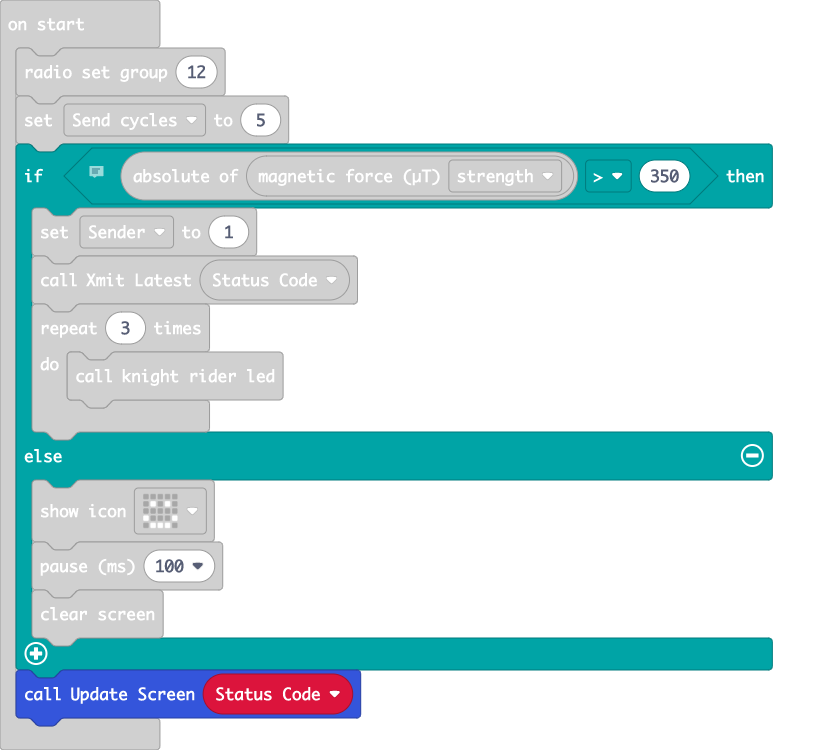 on start
radio set group 12
set Send cycles to 5
if absolute of magnetic force (µT) strength > 350 then
set Sender to 1
call Xmit Latest Status Code
repeat 3 times
do call knight rider led
else
show icon
pause (ms) 100
clear screen
call Update Screen Status Code